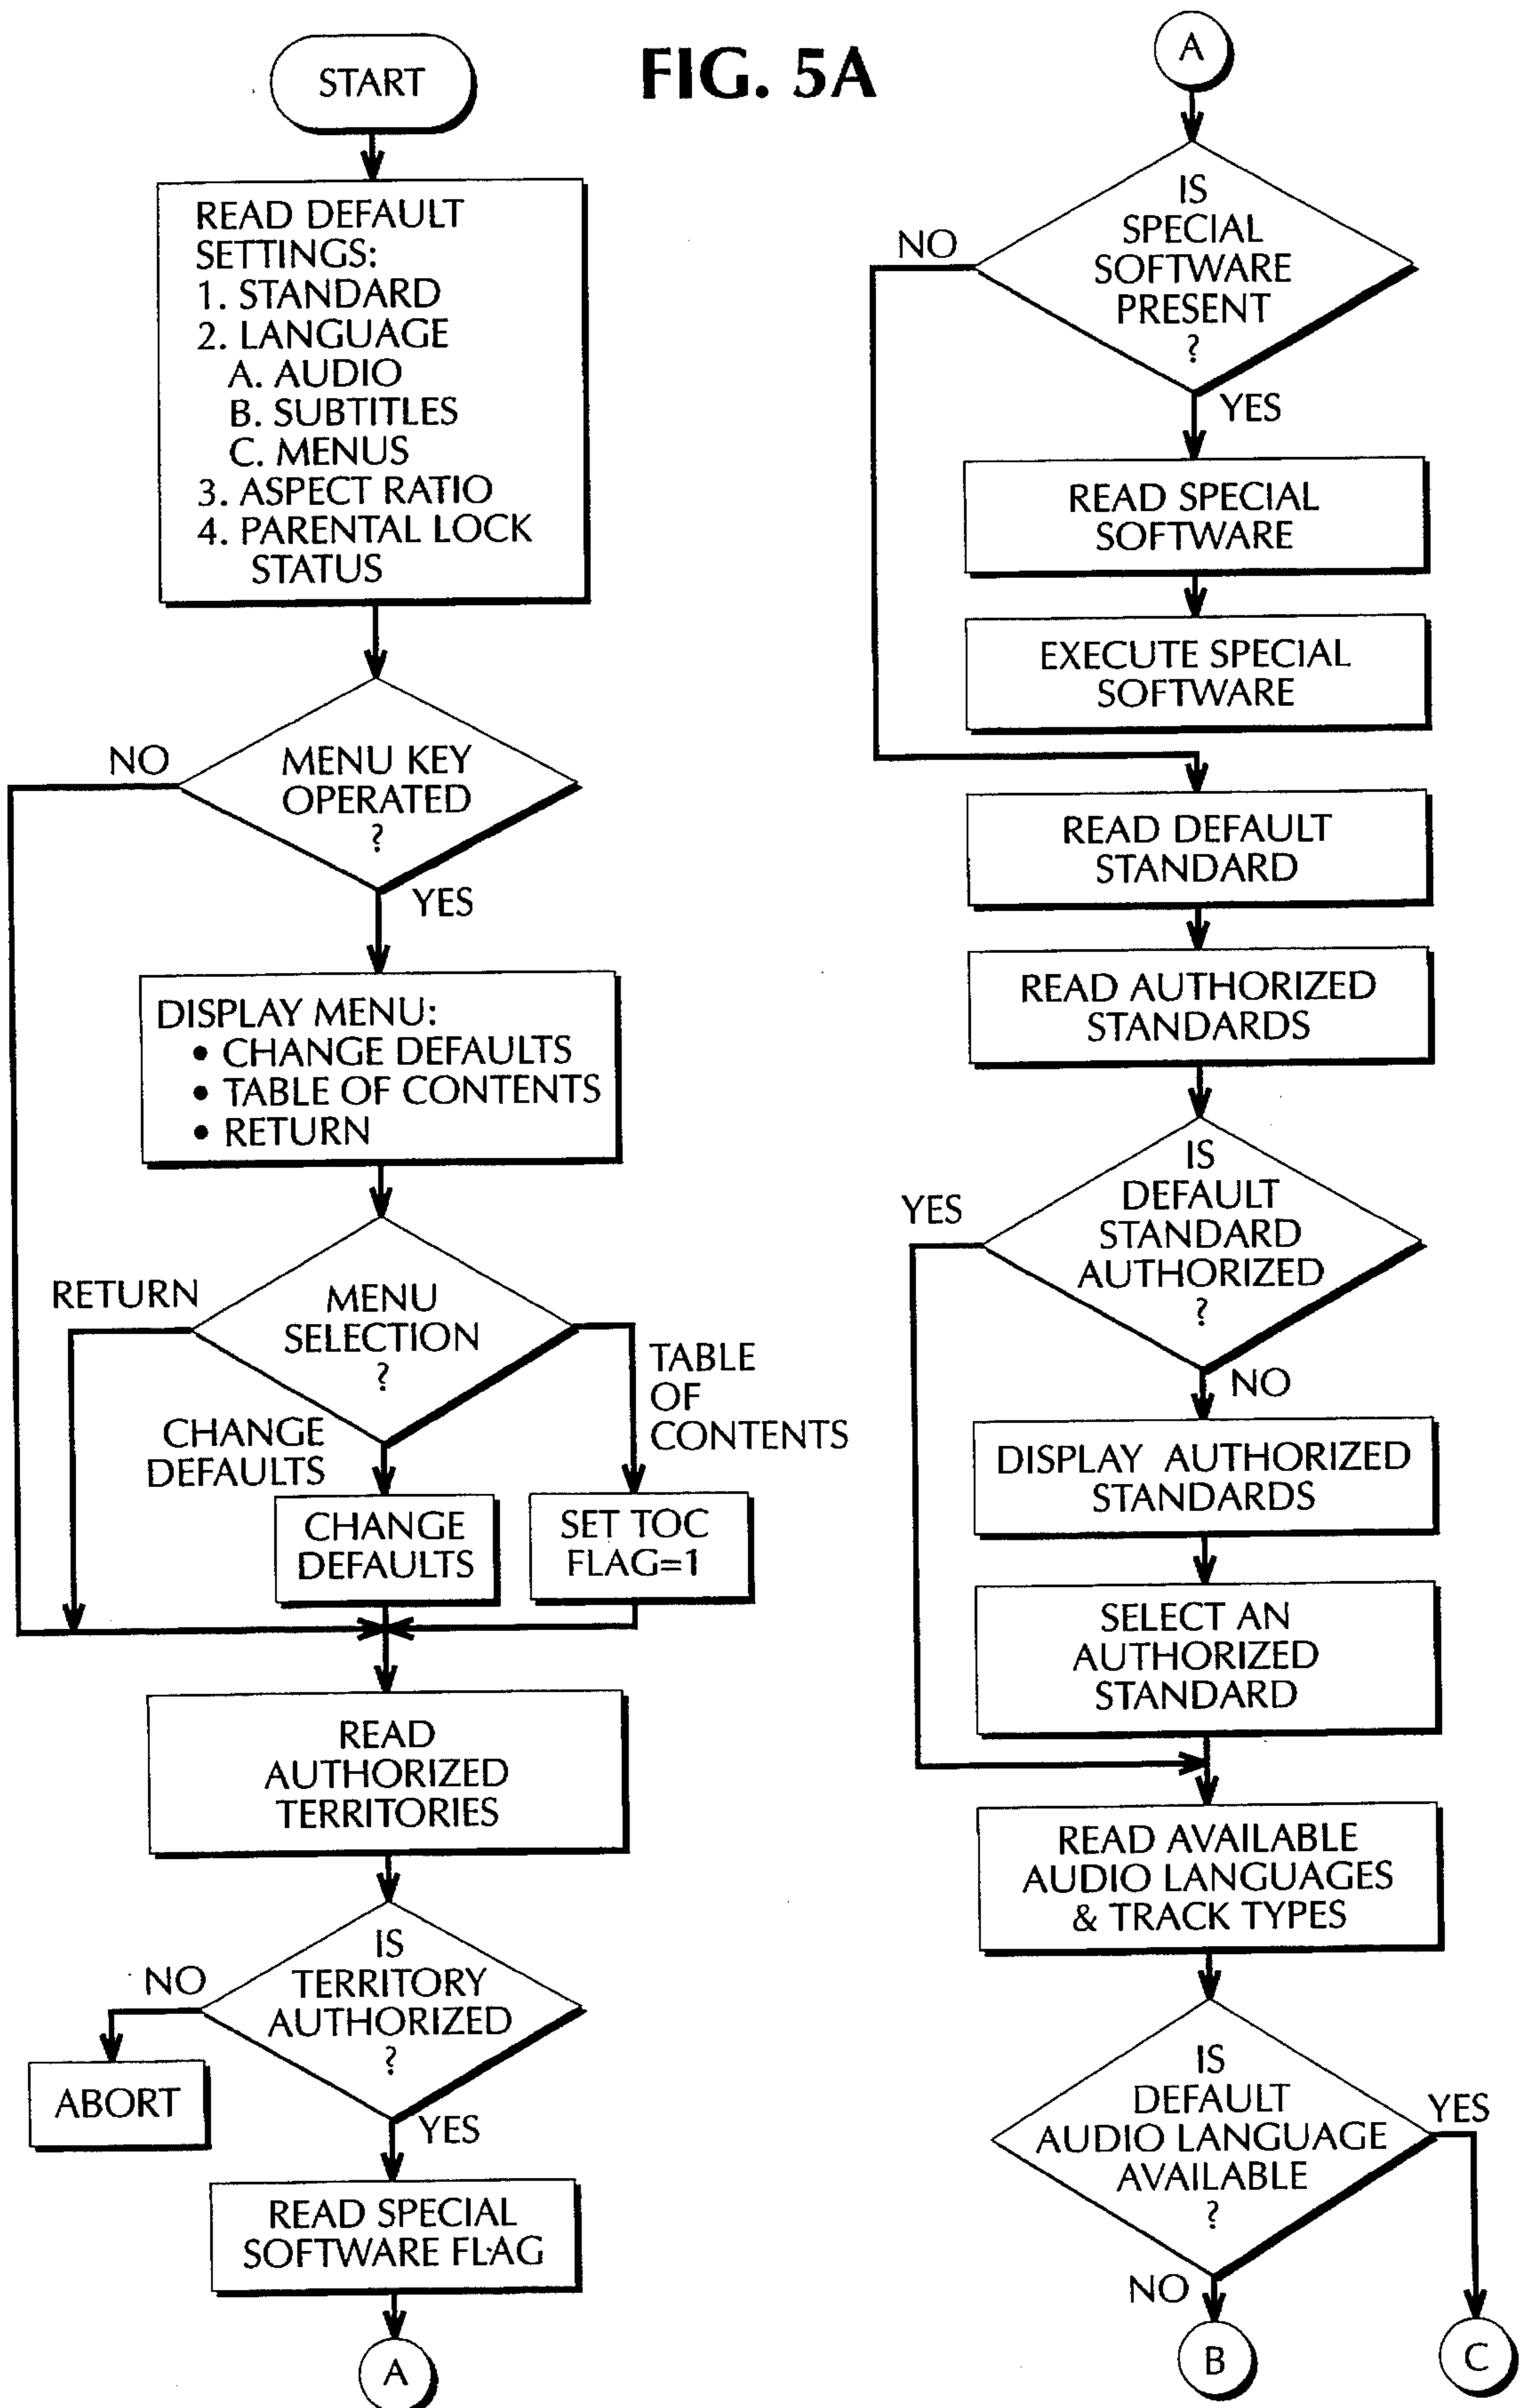 FIG. 5A
START
READ DEFAULT
SETTINGS:
1. STANDARD
2. LANGUAGE
A. AUDIO
B. SUBTITLES
C. MENUS
3. ASPECT RATIO
4. PARENTAL LOCK
STATUS
MENU KEY
OPERATED
?
NO
YES
DISPLAY MENU:
• CHANGE DEFAULTS
• TABLE OF CONTENTS
• RETURN
MENU
SELECTION
?
RETURN
CHANGE
DEFAULTS
TABLE
OF
CONTENTS
CHANGE
DEFAULTS
SET TOC
FLAG=1
READ
AUTHORIZED
TERRITORIES
IS
TERRITORY
AUTHORIZED
?
NO
ABORT
YES
READ SPECIAL
SOFTWARE FLAG
A
A
IS
SPECIAL
SOFTWARE
PRESENT
?
NO
YES
READ SPECIAL
SOFTWARE
EXECUTE SPECIAL
SOFTWARE
READ DEFAULT
STANDARD
READ AUTHORIZED
STANDARDS
IS
DEFAULT
STANDARD
AUTHORIZED
?
YES
NO
DISPLAY AUTHORIZED
STANDARDS
SELECT AN
AUTHORIZED
STANDARD
READ AVAILABLE
AUDIO LANGUAGES
& TRACK TYPES
IS
DEFAULT
AUDIO LANGUAGE
AVAILABLE
?
YES
NO
B
C